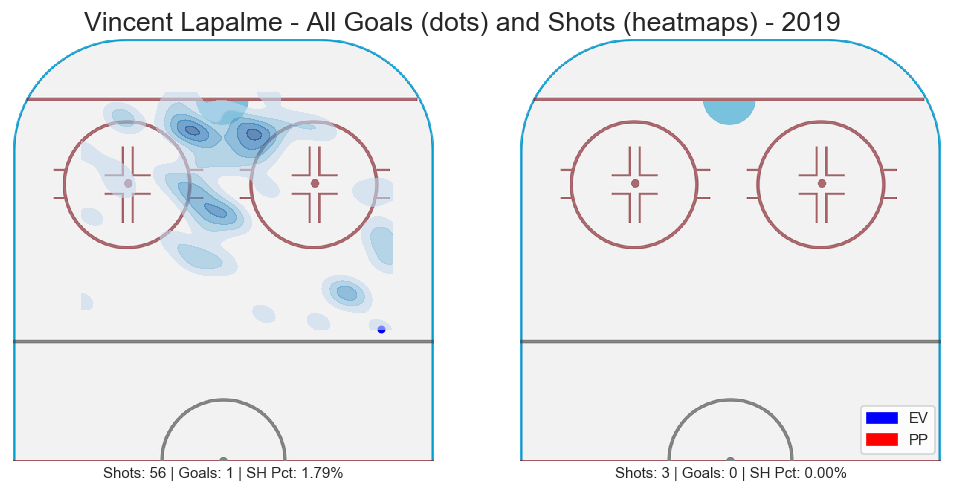 Vincent Lapalme - All Goals (dots) and Shots (heatmaps) - 2019
EV
PP
Shots: 56 | Goals: 1 | SH Pct: 1.79%
Shots: 3 | Goals: 0 | SH Pct: 0.00%